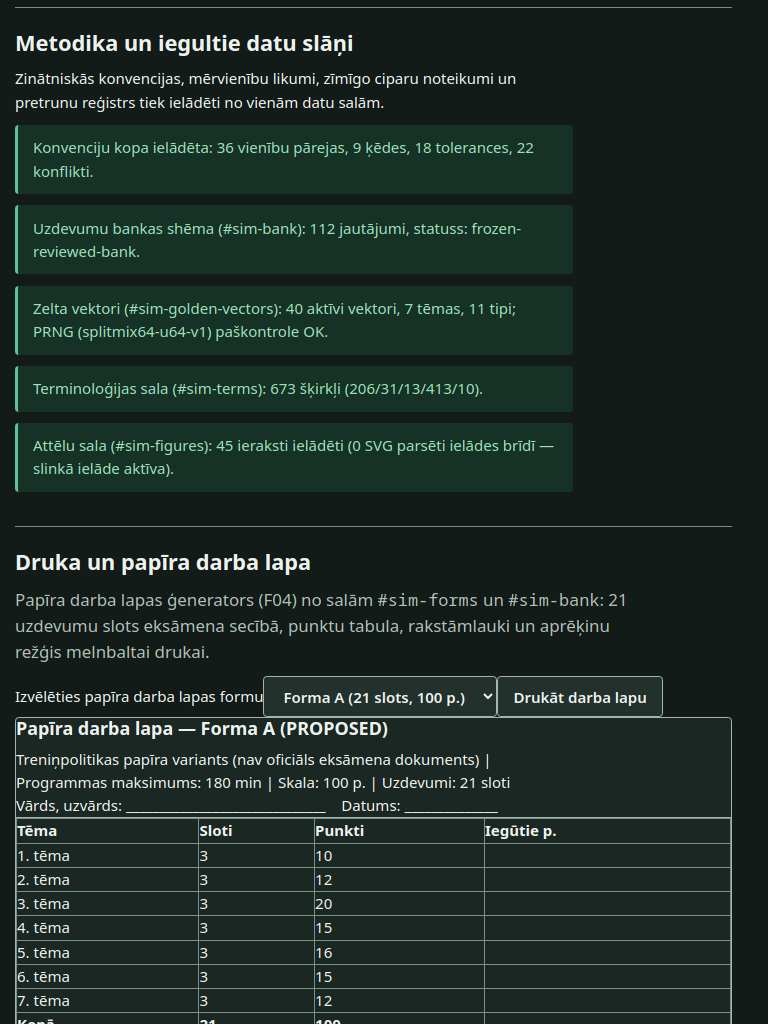 Metodika un iegultie datu slāņi
Zinātniskās konvencijas, mērvienību likumi, zīmīgo ciparu noteikumi un
pretrunu reģistrs tiek ielādēti no vienām datu salām.
Konvenciju kopa ielādēta: 36 vienību pārejas, 9 ķēdes, 18 tolerances, 22
konflikti.
Uzdevumu bankas shēma (#sim-bank): 112 jautājumi, statuss: frozen-
reviewed-bank.
Zelta vektori (#sim-golden-vectors): 40 aktīvi vektori, 7 tēmas, 11 tipi;
PRNG (splitmix64-u64-v1) paškontrole OK.
Terminoloģijas sala (#sim-terms): 673 šķirkļi (206/31/13/413/10).
Attēlu sala (#sim-figures): 45 ieraksti ielādēti (0 SVG parsēti ielādes brīdī —
slinkā ielāde aktīva).
Druka un papīra darba lapa
Papīra darba lapas ģenerators (F04) no salām #sim-forms un #sim-bank: 21
uzdevumu slots eksāmena secībā, punktu tabula, rakstāmlauki un aprēķinu
režģis melnbaltai drukai.
Izvēlēties papīra darba lapas formu Forma A (21 slots, 100 p.) Drukāt darba lapu
Papīra darba lapa — Forma A (PROPOSED)
Treniņpolitikas papīra variants (nav oficiāls eksāmena dokuments) |
Programmas maksimums: 180 min | Skala: 100 p. | Uzdevumi: 21 sloti
Vārds, uzvārds: ____________________________ Datums: ______________
Tēma Sloti Punkti Iegūtie p.
1. tēma 3 10
2. tēma 3 12
3. tēma 3 20
4. tēma 3 15
5. tēma 3 16
6. tēma 3 15
7. tēma 3 12
Kopā 21 100